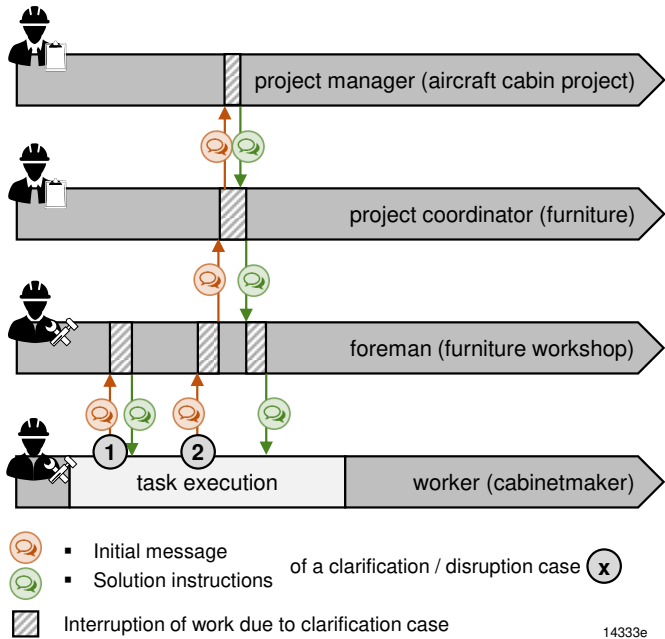 project manager (aircraft cabin project)
project coordinator (furniture)
foreman (furniture workshop)
1
2
task execution
worker (cabinetmaker)
▪ Initial message
▪ Solution instructions
of a clarification / disruption case x
Interruption of work due to clarification case
14333e